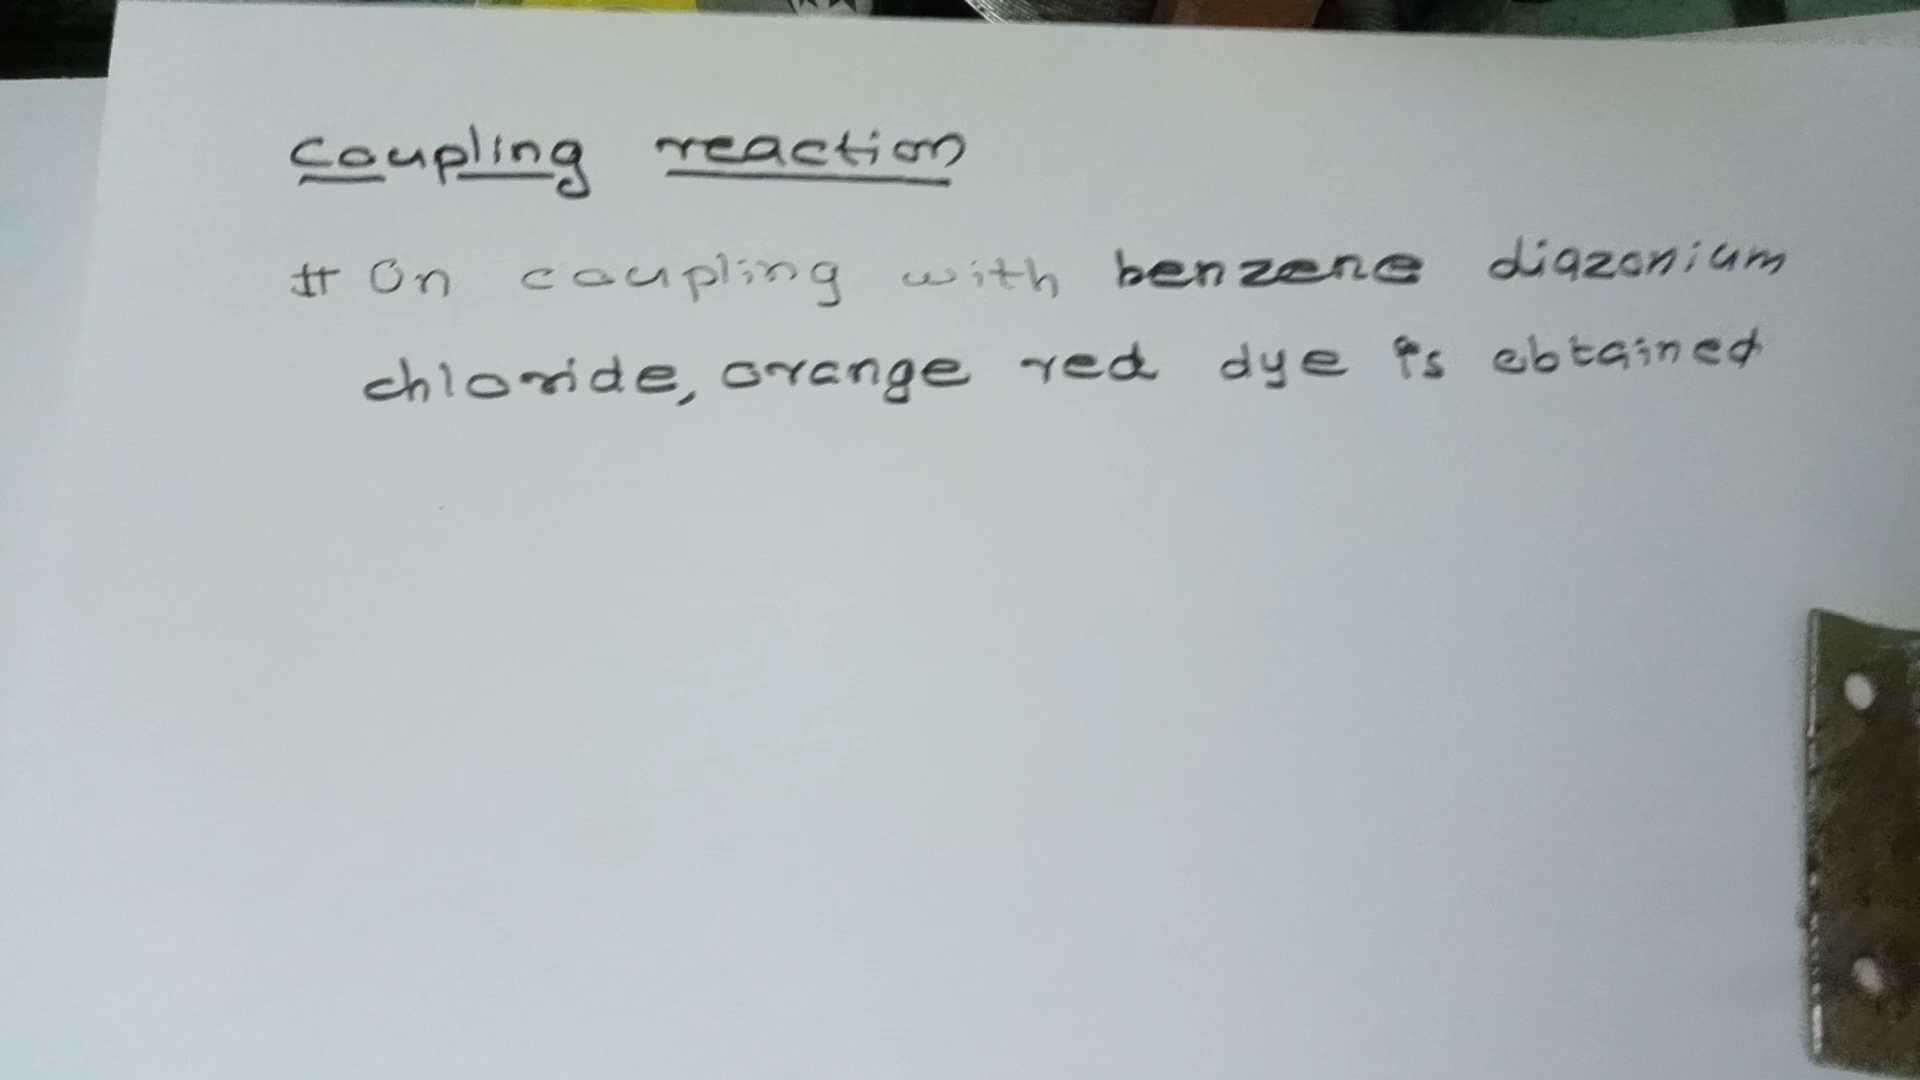 Coupling reaction
# On coupling with benzene diazonium
chloride, orange red dye is obtained